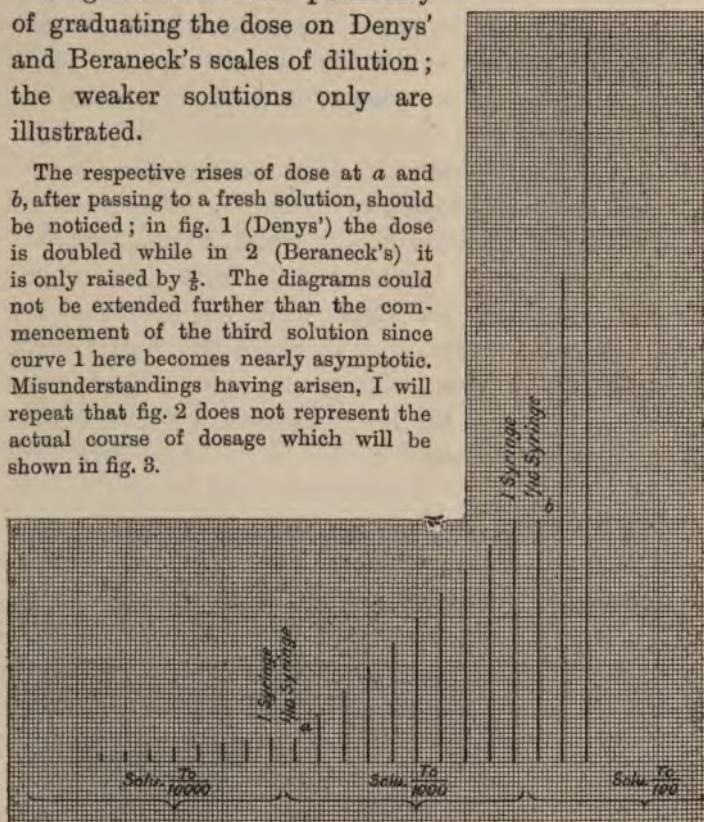 of graduating the dose on Denys'
and Beraneck's scales of dilution;
the weaker solutions only are
illustrated.
The respective rises of dose at a and
b, after passing to a fresh solution, should
be noticed; in fig. 1 (Denys') the dose
is doubled while in 2 (Beraneck's) it
is only raised by ⅕. The diagrams could
not be extended further than the com-
mencement of the third solution since
curve 1 here becomes nearly asymptotic.
Misunderstandings having arisen, I will
repeat that fig. 2 does not represent the
actual course of dosage which will be
shown in fig. 3.
1 Syringe
1/10 Syringe
b
1 Syringe
1/10 Syringe
a
Solu. To/10000
Solu. To/1000
Solu. To/100